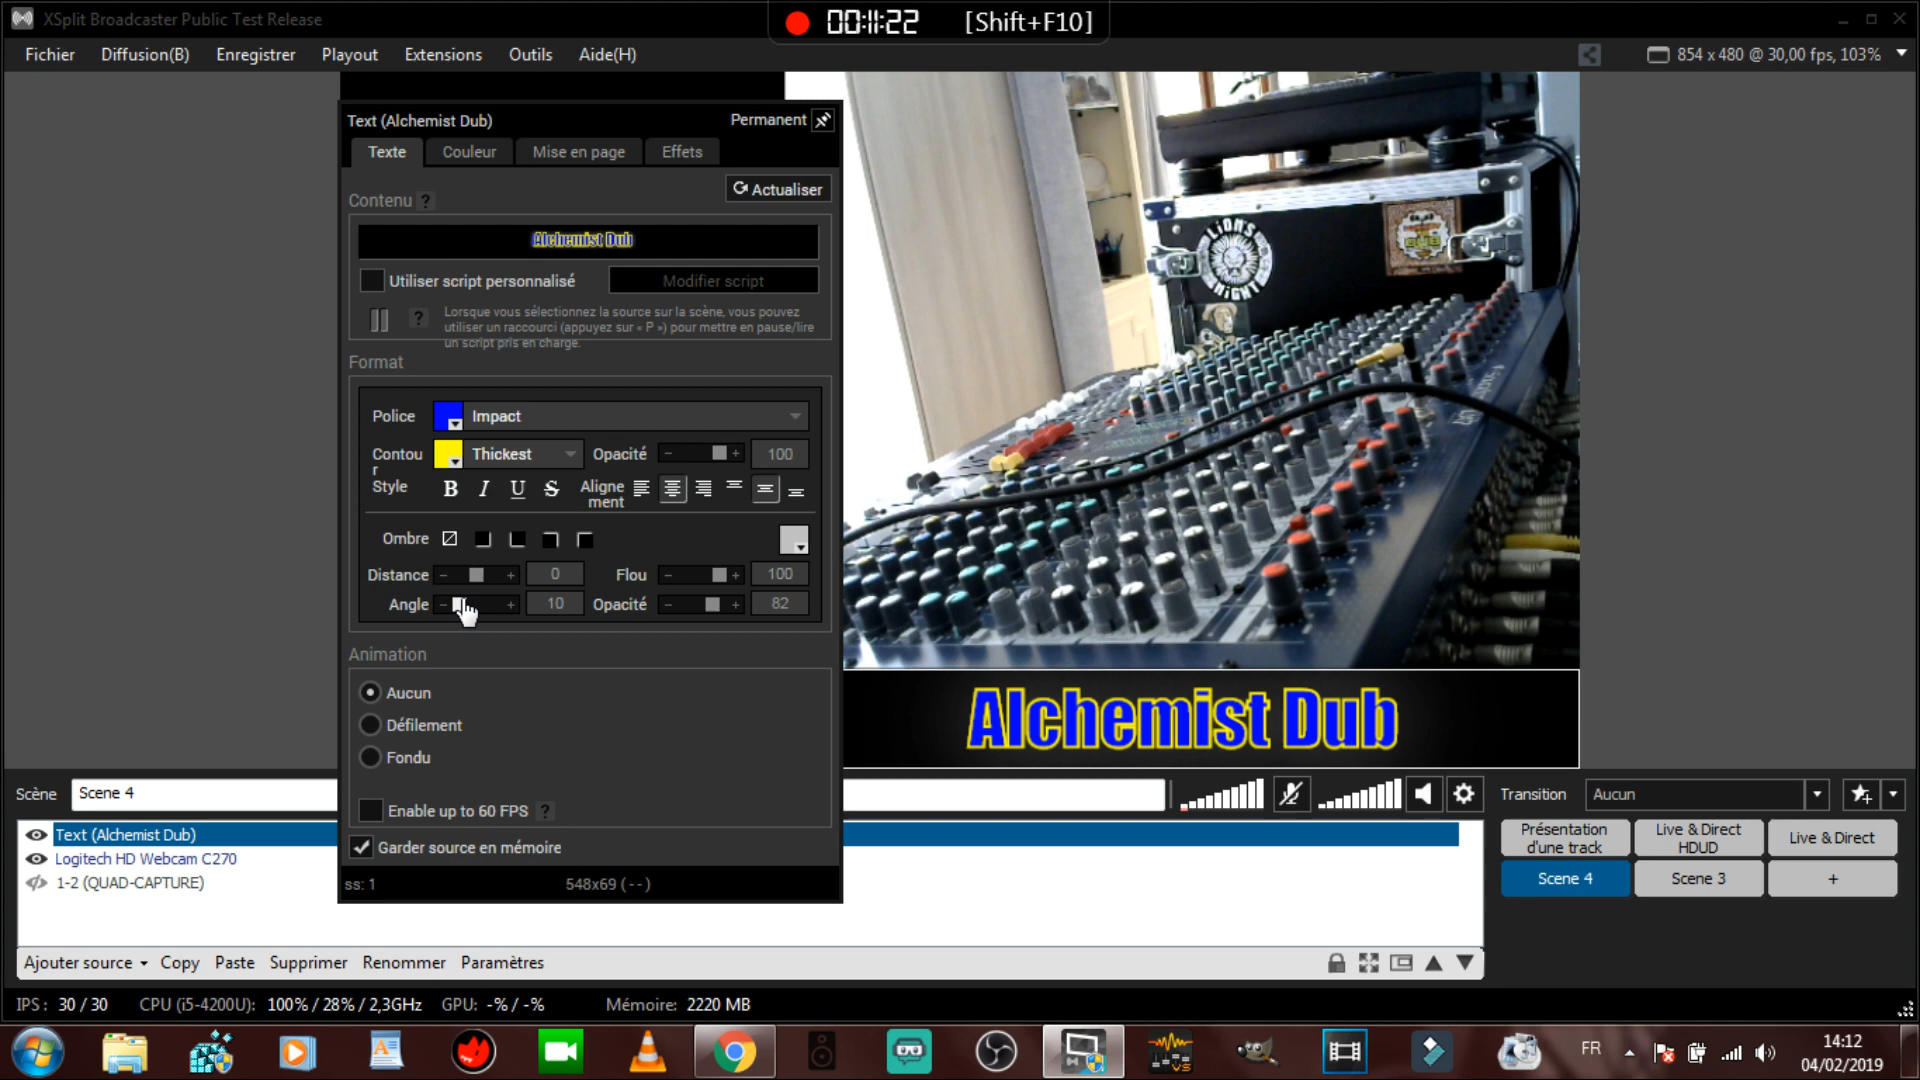 XSplit Broadcaster Public Test Release
00:11:22 [Shift+F10]
Fichier Diffusion(B) Enregistrer Playout Extensions Outils Aide(H)
854 x 480 @ 30,00 fps, 103%
Text (Alchemist Dub) Permanent
Texte Couleur Mise en page Effets
Actualiser
Contenu ?
Alchemist Dub
Utiliser script personnalisé Modifier script
? Lorsque vous sélectionnez la source sur la scène, vous pouvez
utiliser un raccourci (appuyez sur « P ») pour mettre en pause/lire
un script pris en charge.
Format
Police Impact
Contou
r
Thickest Opacité - + 100
Style B I U S Aligne
ment
Ombre
Distance - + 0 Flou - + 100
Angle - + 10 Opacité - + 82
Animation
Aucun
Défilement
Fondu
Enable up to 60 FPS ?
Garder source en mémoire
ss: 1 548x69 (--)
LION'S
NIGHT
DUB
Alchemist Dub
Scène Scene 4
Transition Aucun
Text (Alchemist Dub)
Logitech HD Webcam C270
1-2 (QUAD-CAPTURE)
Présentation
d'une track
Live & Direct
HDUD
Live & Direct
Scene 4 Scene 3 +
Ajouter source Copy Paste Supprimer Renommer Paramètres
IPS : 30 / 30 CPU (i5-4200U): 100% / 28% / 2,3GHz GPU: -% / -% Mémoire: 2220 MB
VS
FR
14:12
04/02/2019